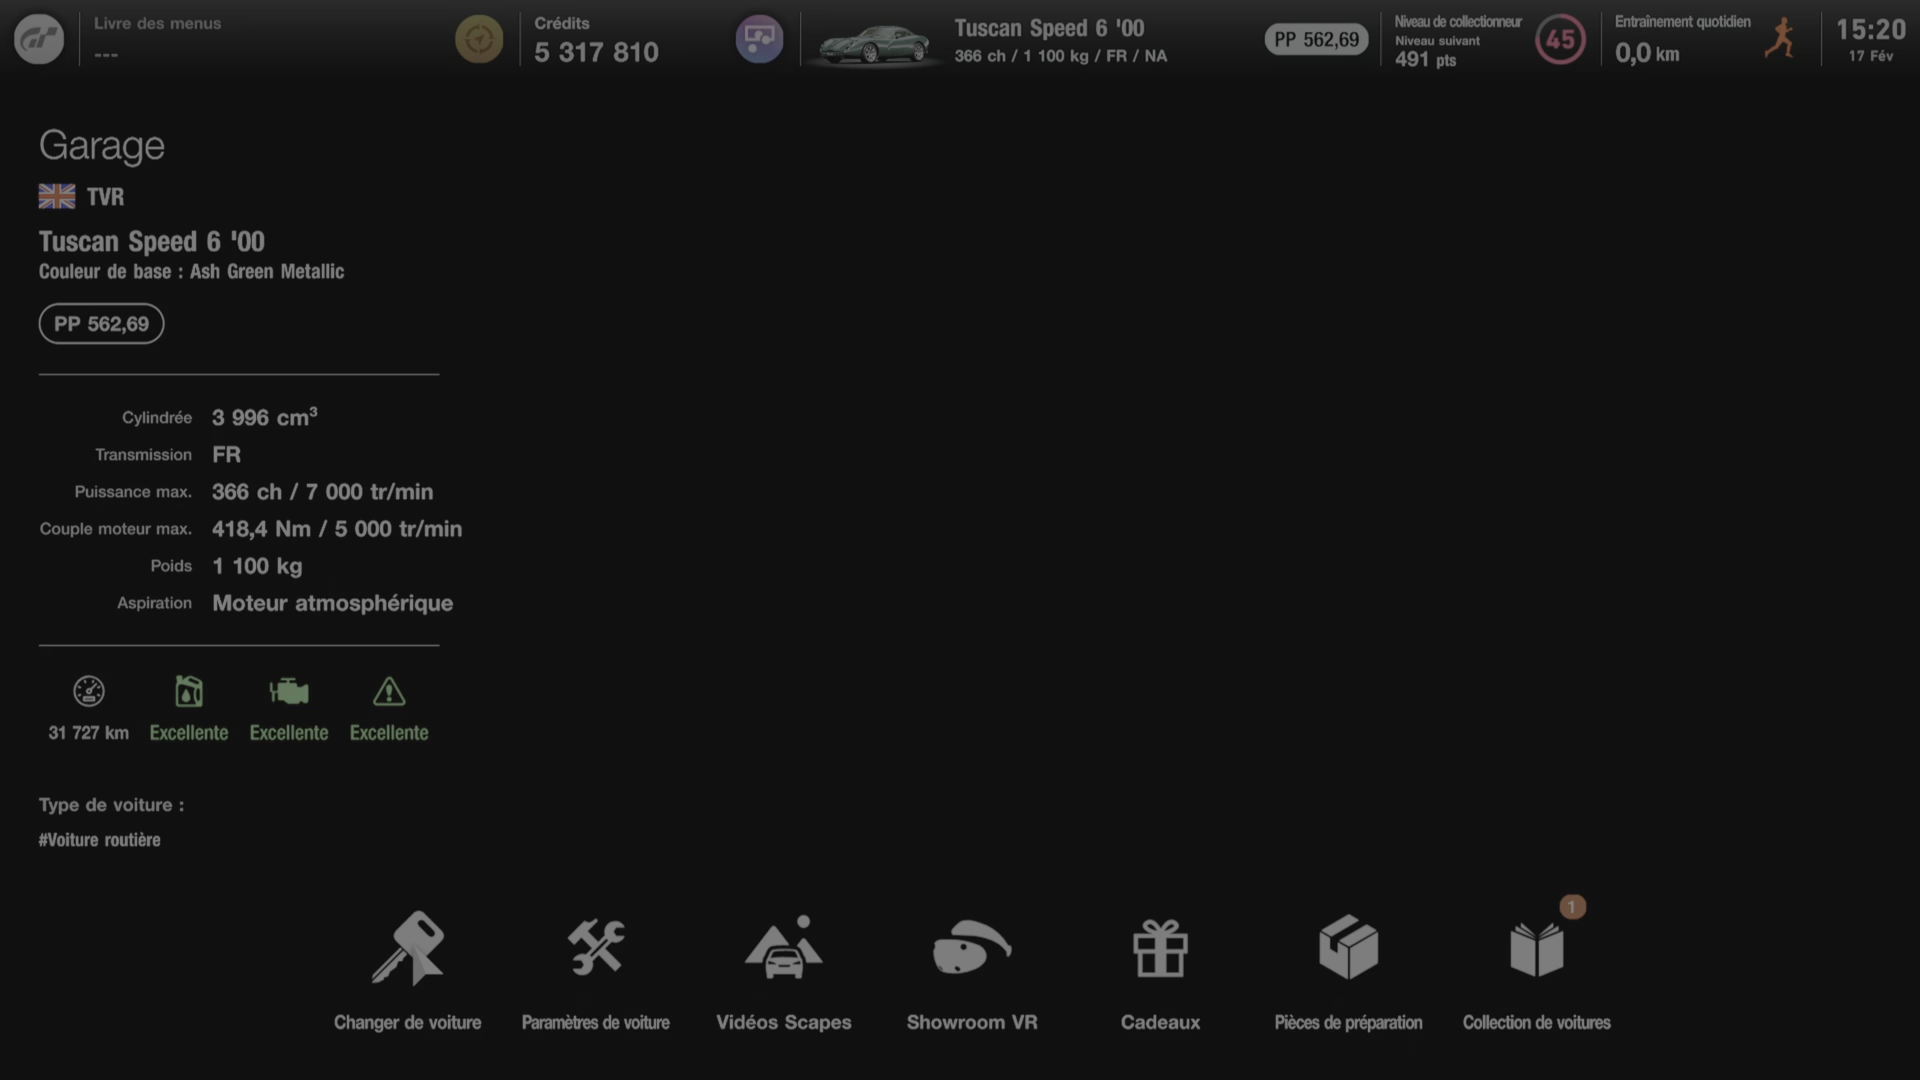 Livre des menus
---
Crédits
5 317 810
Tuscan Speed 6 '00
366 ch / 1 100 kg / FR / NA
PP 562,69
Niveau de collectionneur
Niveau suivant
491 pts
45
Entraînement quotidien
0,0 km
15:20
17 Fév
Garage
TVR
Tuscan Speed 6 '00
Couleur de base : Ash Green Metallic
PP 562,69
Cylindrée 3 996 cm³
Transmission FR
Puissance max. 366 ch / 7 000 tr/min
Couple moteur max. 418,4 Nm / 5 000 tr/min
Poids 1 100 kg
Aspiration Moteur atmosphérique
31 727 km Excellente Excellente Excellente
Type de voiture :
#Voiture routière
1
Changer de voiture Paramètres de voiture Vidéos Scapes Showroom VR Cadeaux Pièces de préparation Collection de voitures